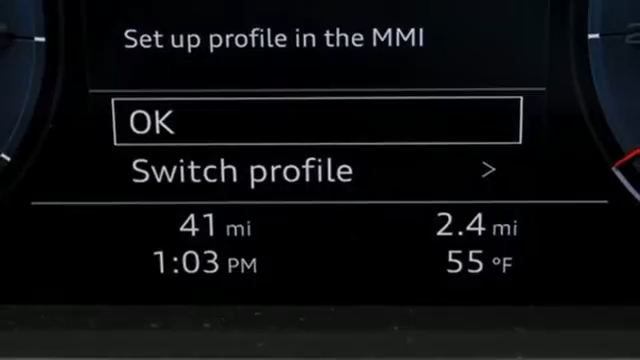 Set up profile in the MMI
OK
Switch profile >
41 mi 2.4 mi
1:03 PM 55 °F